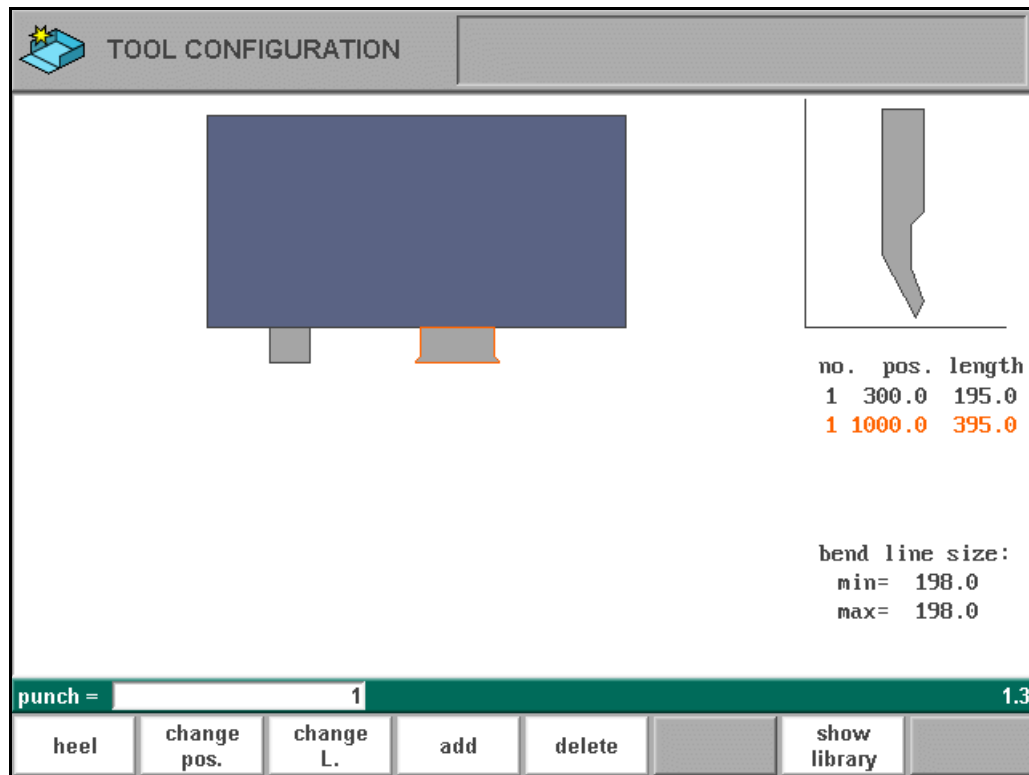 TOOL CONFIGURATION
no. pos. length
1 300.0 195.0
1 1000.0 395.0
bend line size:
min= 198.0
max= 198.0
punch = 1
1.3
heel
change pos.
change L.
add
delete
show library